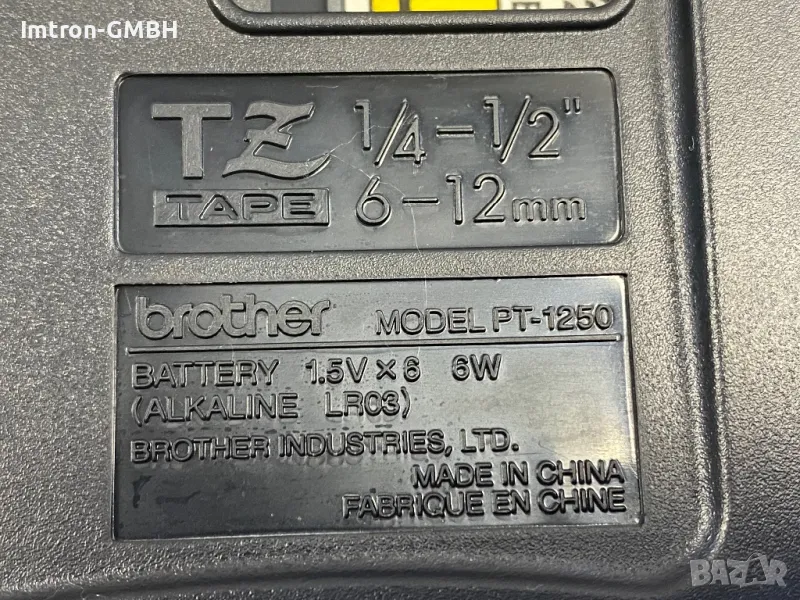 Imtron-GMBH
TZ 1/4-1/2"
TAPE 6-12mm
brother MODEL PT-1250
BATTERY 1.5V×6 6W
(ALKALINE LR03)
BROTHER INDUSTRIES, LTD.
MADE IN CHINA
FABRIQUE EN CHINE
BAZAR